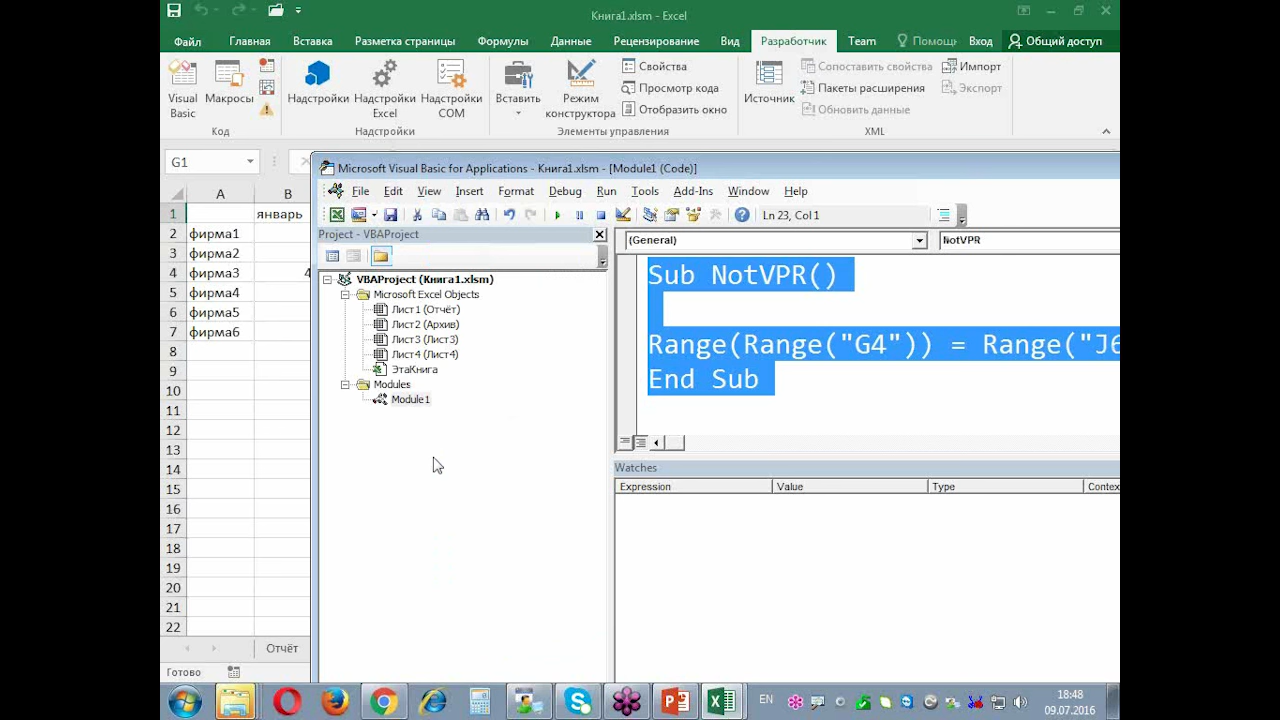 Книга1.xlsm - Excel
Файл Главная Вставка Разметка страницы Формулы Данные Рецензирование Вид Разработчик Team Помощь Вход Общий доступ
Visual Basic
Макросы
Код
Надстройки
Надстройки Excel
Надстройки COM
Надстройки
Вставить
Режим конструктора
Свойства
Просмотр кода
Отобразить окно
Элементы управления
Источник
Сопоставить свойства
Пакеты расширения
Обновить данные
Импорт
Экспорт
XML
G1
Microsoft Visual Basic for Applications - Книга1.xlsm - [Module1 (Code)]
File Edit View Insert Format Debug Run Tools Add-Ins Window Help
Ln 23, Col 1
Project - VBAProject
VBAProject (Книга1.xlsm)
Microsoft Excel Objects
Лист1 (Отчёт)
Лист2 (Архив)
Лист3 (Лист3)
Лист4 (Лист4)
ЭтаКнига
Modules
Module1
(General)
NotVPR
Sub NotVPR()
Range(Range("G4")) = Range("J6
End Sub
Watches
Expression Value Type Contex
A B
1 январь
2 фирма1
3 фирма2
4 фирма3 4
5 фирма4
6 фирма5
7 фирма6
8
9
10
11
12
13
14
15
16
17
18
19
20
21
22
Отчёт
Готово
EN
18:48
09.07.2016